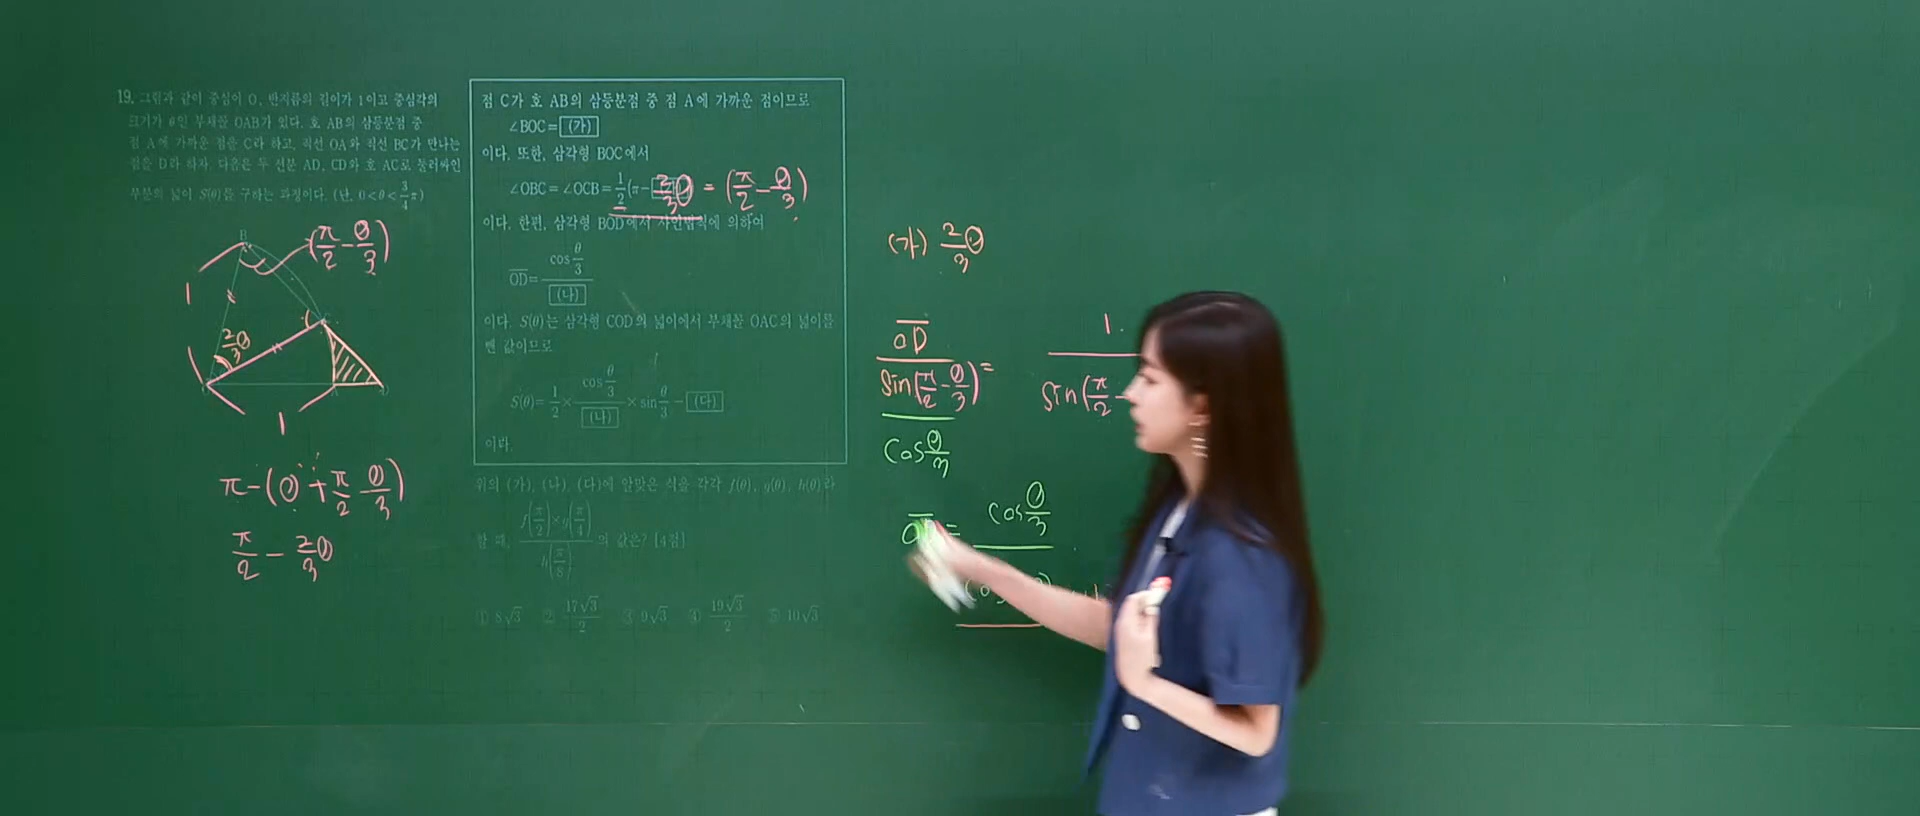 19. 그림과 같이 중심이 O, 반지름의 길이가 1이고 중심각의
크기가 θ인 부채꼴 OAB가 있다. 호 AB의 삼등분점 중
점 A에 가까운 점을 C라 하고, 직선 OA와 직선 BC가 만나는
점을 D라 하자. 다음은 두 선분 AD, CD와 호 AC로 둘러싸인
부분의 넓이 S(θ)를 구하는 과정이다. (단, 0<θ<3/4π)
B
(π/2-θ/3)
1
2/3θ
C
O
A
D
1
π-(θ+π/2-θ/3)
π/2-2/3θ
점 C가 호 AB의 삼등분점 중 점 A에 가까운 점이므로
∠BOC=(가)
이다. 또한, 삼각형 BOC에서
∠OBC=∠OCB=1/2(π-2/3θ)=(π/2-θ/3)
이다. 한편, 삼각형 BOD에서 사인법칙에 의하여
OD=cos θ/3/(나)
이다. S(θ)는 삼각형 COD의 넓이에서 부채꼴 OAC의 넓이를
뺀 값이므로
S(θ)=1/2×cos θ/3/(나)×sin θ/3-(다)
이다.
위의 (가), (나), (다)에 알맞은 식을 각각 f(θ), g(θ), h(θ)라
할 때, f(π/2)×g(π/4)/h(π/8)의 값은? [4점]
① 8√3 ② 17√3/2 ③ 9√3 ④ 19√3/2 ⑤ 10√3
(가) 2/3θ
OD/sin(π/2-θ/3)= 1/sin(π/2-
cos θ/3
= cos θ/3